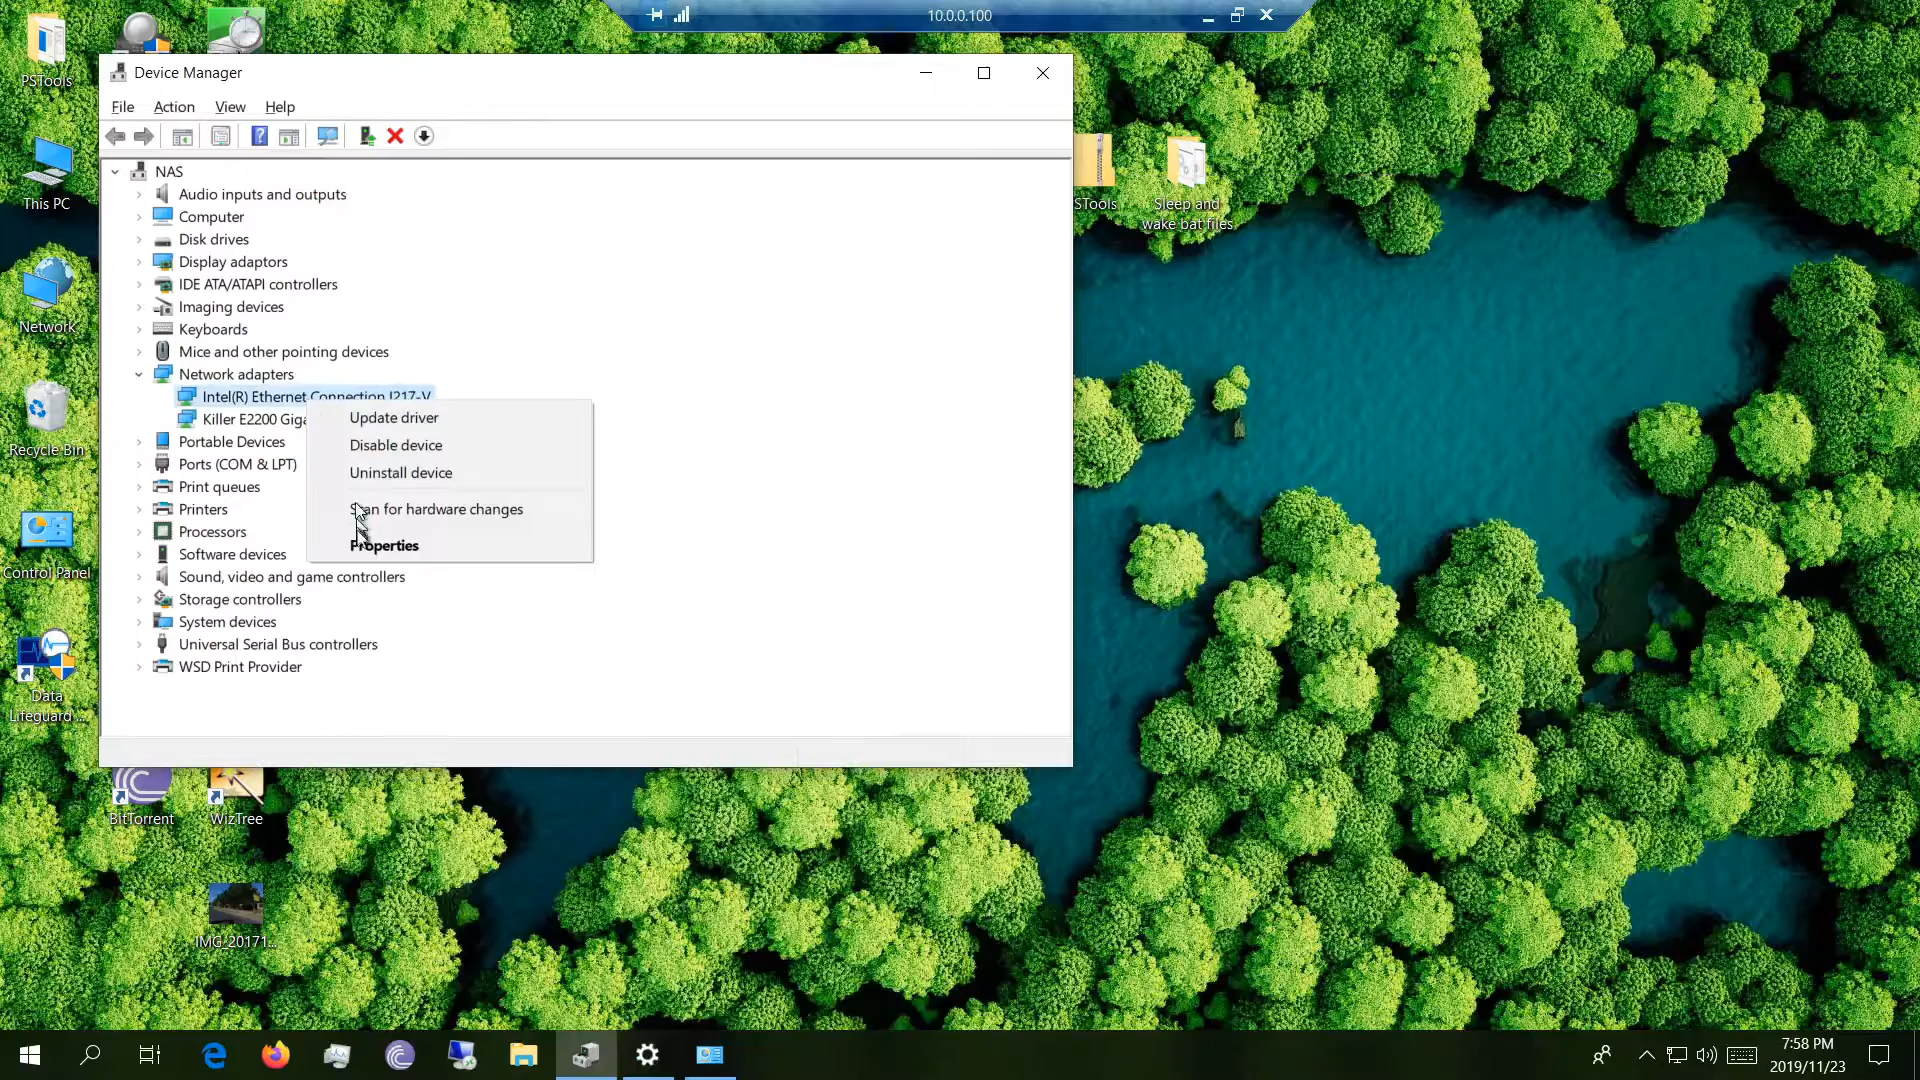 10.0.0.100
PSTools
This PC
Network
Recycle Bin
Control Panel
Data
Lifeguard ...
Device Manager
File Action View Help
NAS
Audio inputs and outputs
Computer
Disk drives
Display adaptors
IDE ATA/ATAPI controllers
Imaging devices
Keyboards
Mice and other pointing devices
Network adapters
Intel(R) Ethernet Connection I217-V
Killer E2200 Giga
Portable Devices
Ports (COM & LPT)
Print queues
Printers
Processors
Software devices
Sound, video and game controllers
Storage controllers
System devices
Universal Serial Bus controllers
WSD Print Provider
Update driver
Disable device
Uninstall device
Scan for hardware changes
Properties
STools
Sleep and
wake bat files
BitTorrent
WizTree
IMG_20171...
7:58 PM
2019/11/23